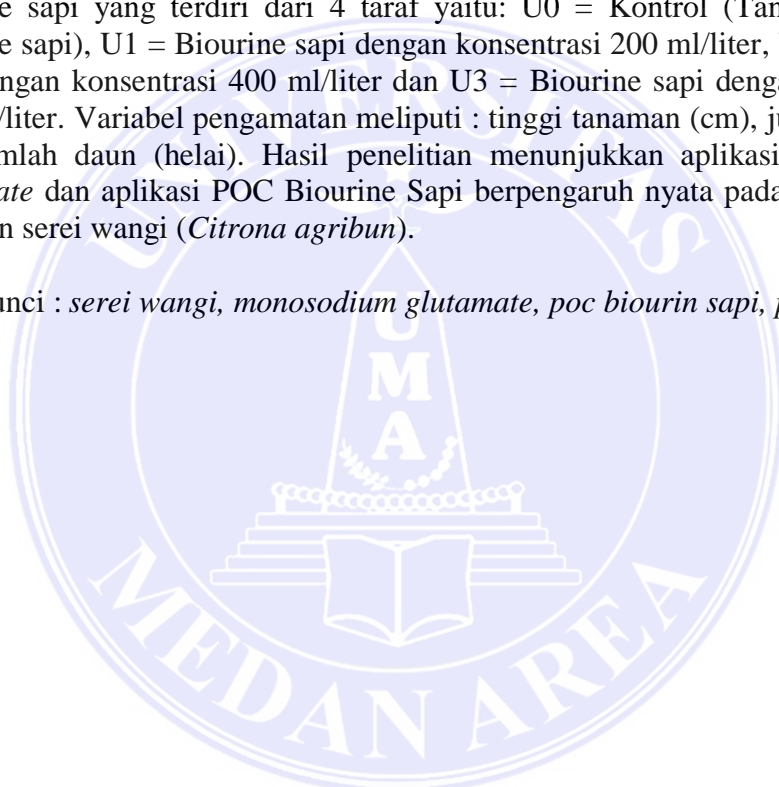 e sapi yang terdiri dari 4 taraf yaitu: U0 = Kontrol (Tan
e sapi), U1 = Biourine sapi dengan konsentrasi 200 ml/liter,
ngan konsentrasi 400 ml/liter dan U3 = Biourine sapi denga
/liter. Variabel pengamatan meliputi : tinggi tanaman (cm), ju
mlah daun (helai). Hasil penelitian menunjukkan aplikasi
ate dan aplikasi POC Biourine Sapi berpengaruh nyata pada
n serei wangi (Citrona agribun).
unci : serei wangi, monosodium glutamate, poc biourin sapi, p
UNIVERSITAS
UMA
MEDAN AREA